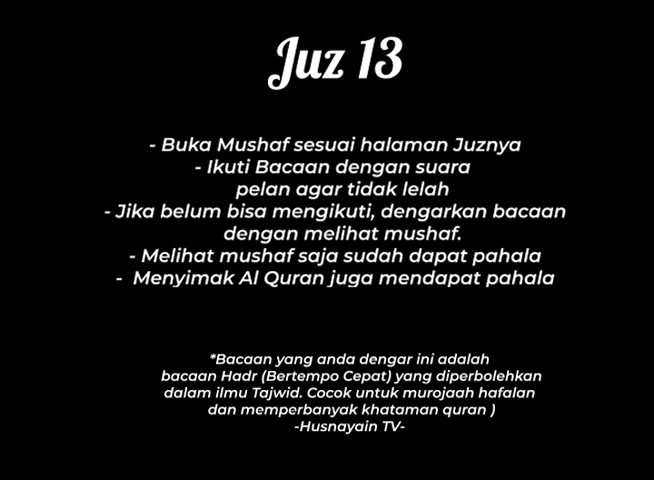 Juz 13
- Buka Mushaf sesuai halaman Juznya
- Ikuti Bacaan dengan suara
pelan agar tidak lelah
- Jika belum bisa mengikuti, dengarkan bacaan
dengan melihat mushaf.
- Melihat mushaf saja sudah dapat pahala
- Menyimak Al Quran juga mendapat pahala
*Bacaan yang anda dengar ini adalah
bacaan Hadr (Bertempo Cepat) yang diperbolehkan
dalam ilmu Tajwid. Cocok untuk murojaah hafalan
dan memperbanyak khataman quran )
-Husnayain TV-